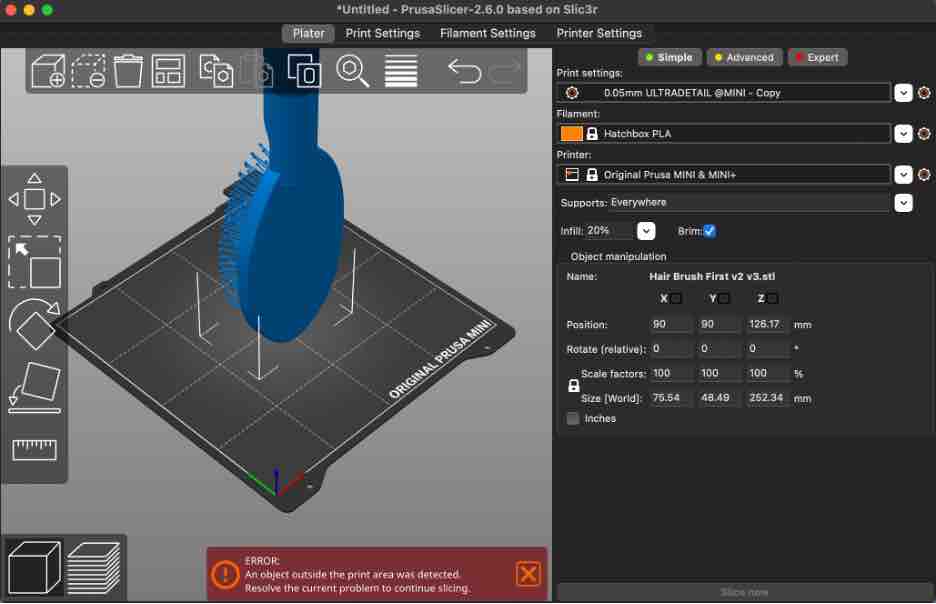 *Untitled - PrusaSlicer-2.6.0 based on Slic3r
Plater Print Settings Filament Settings Printer Settings
Simple Advanced Expert
Print settings:
0.05mm ULTRADETAIL @MINI - Copy
Filament:
Hatchbox PLA
Printer:
Original Prusa MINI & MINI+
Supports: Everywhere
Infill: 20% Brim:
Object manipulation
Name: Hair Brush First v2 v3.stl
X Y Z
Position: 90 90 126.17 mm
Rotate (relative): 0 0 0 °
Scale factors: 100 100 100 %
Size [World]: 75.54 48.49 252.34 mm
Inches
ORIGINAL PRUSA MINI
ERROR:
An object outside the print area was detected.
Resolve the current problem to continue slicing.
Slice now